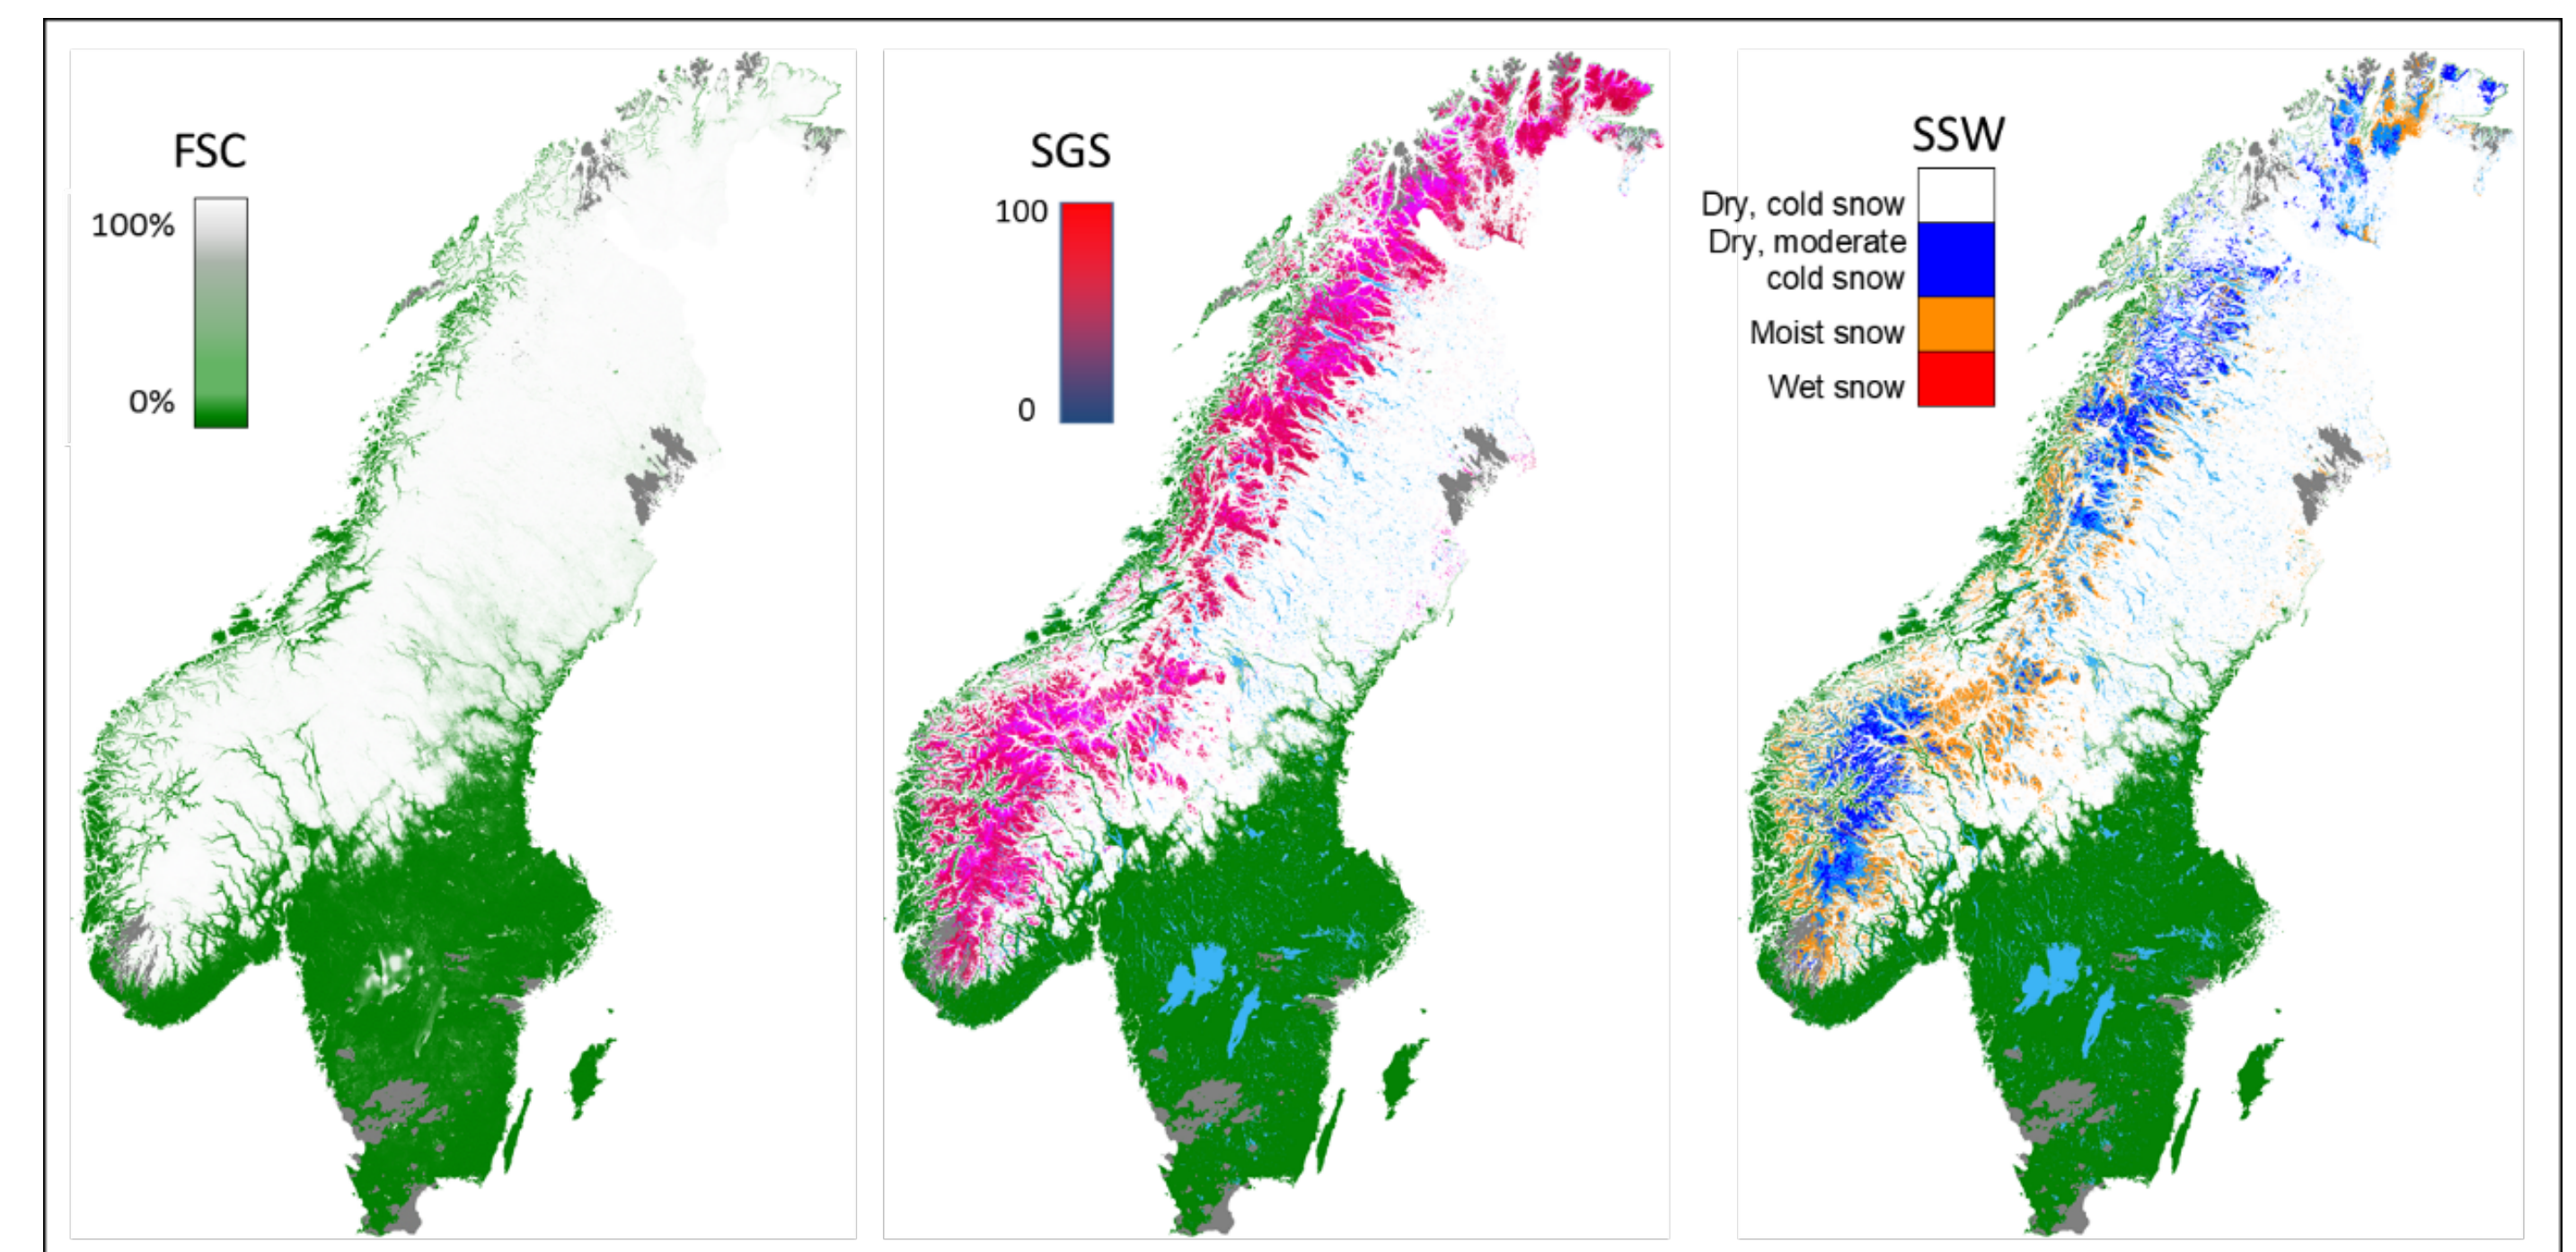 FSC
100%
0%
SGS
100
0
SSW
Dry, cold snow
Dry, moderate
cold snow
Moist snow
Wet snow